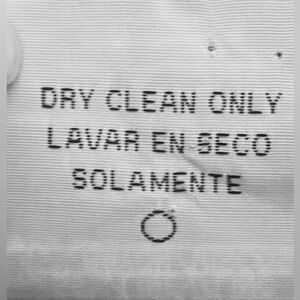 DRY CLEAN ONLY
LAVAR EN SECO
SOLAMENTE